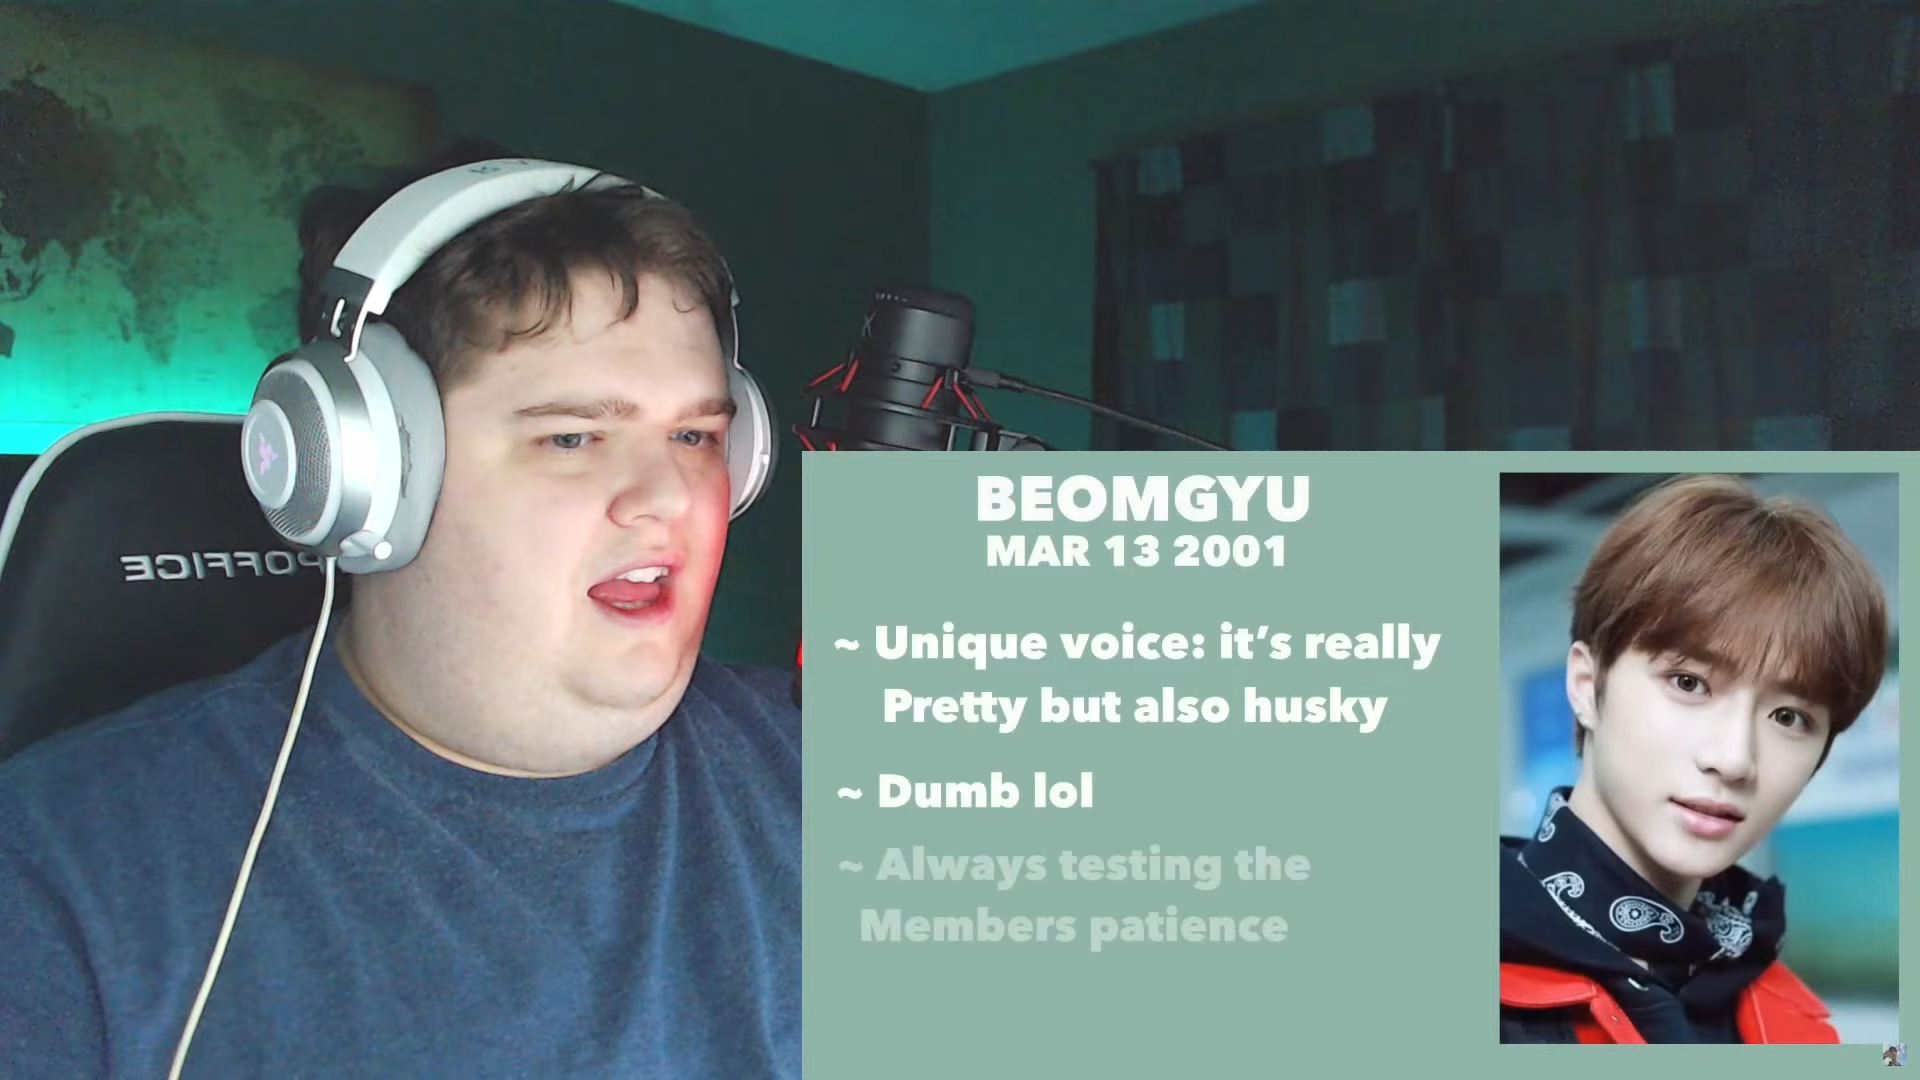 BEOMGYU
MAR 13 2001
~ Unique voice: it’s really
Pretty but also husky
~ Dumb lol
~ Always testing the
Members patience
POFFICE